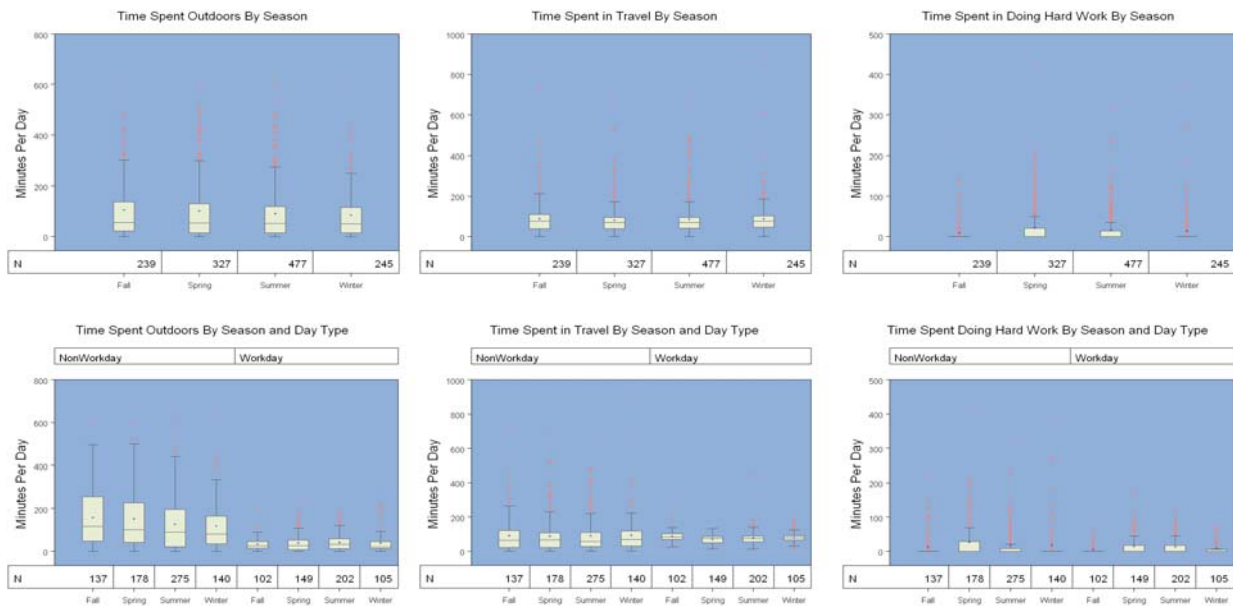 Time Spent Outdoors By Season
Minutes Per Day
800
600
400
200
0
N 239 327 477 245
Fall Spring Summer Winter
Time Spent in Travel By Season
Minutes Per Day
1000
800
600
400
200
0
N 239 327 477 245
Fall Spring Summer Winter
Time Spent in Doing Hard Work By Season
Minutes Per Day
500
400
300
200
100
0
N 239 327 477 245
Fall Spring Summer Winter
Time Spent Outdoors By Season and Day Type
NonWorkday Workday
Minutes Per Day
800
600
400
200
0
N 137 178 275 140 102 149 202 105
Fall Spring Summer Winter Fall Spring Summer Winter
Time Spent in Travel By Season and Day Type
NonWorkday Workday
Minutes Per Day
1000
800
600
400
200
0
N 137 178 275 140 102 149 202 105
Fall Spring Summer Winter Fall Spring Summer Winter
Time Spent Doing Hard Work By Season and Day Type
NonWorkday Workday
Minutes Per Day
500
400
300
200
100
0
N 137 178 275 140 102 149 202 105
Fall Spring Summer Winter Fall Spring Summer Winter